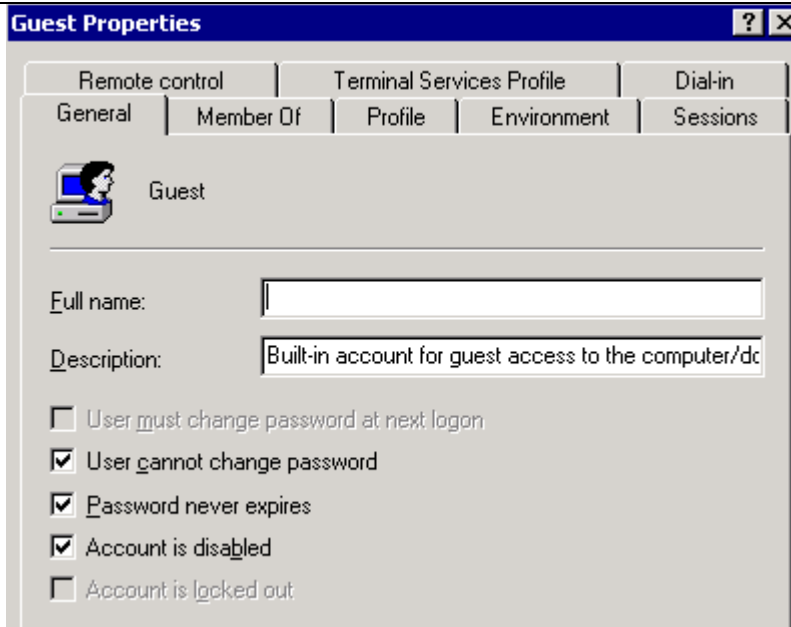 Guest Properties
Remote control Terminal Services Profile Dial-in
General Member Of Profile Environment Sessions
Guest
Full name:
Description: Built-in account for guest access to the computer/dc
User must change password at next logon
User cannot change password
Password never expires
Account is disabled
Account is locked out